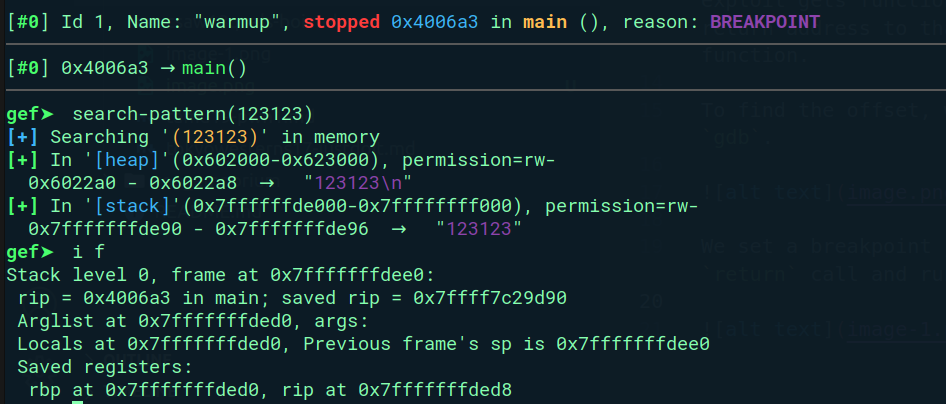 [#0] Id 1, Name: "warmup", stopped 0x4006a3 in main (), reason: BREAKPOINT
[#0] 0x4006a3 → main()
gef➤  search-pattern(123123)
[+] Searching '(123123)' in memory
[+] In '[heap]'(0x602000-0x623000), permission=rw-
  0x6022a0 - 0x6022a8  →   "123123\n"
[+] In '[stack]'(0x7ffffffde000-0x7ffffffff000), permission=rw-
  0x7fffffffde90 - 0x7fffffffde96  →   "123123"
gef➤  i f
Stack level 0, frame at 0x7fffffffdee0:
 rip = 0x4006a3 in main; saved rip = 0x7ffff7c29d90
 Arglist at 0x7fffffffded0, args:
 Locals at 0x7fffffffded0, Previous frame's sp is 0x7fffffffdee0
 Saved registers:
  rbp at 0x7fffffffded0, rip at 0x7fffffffded8